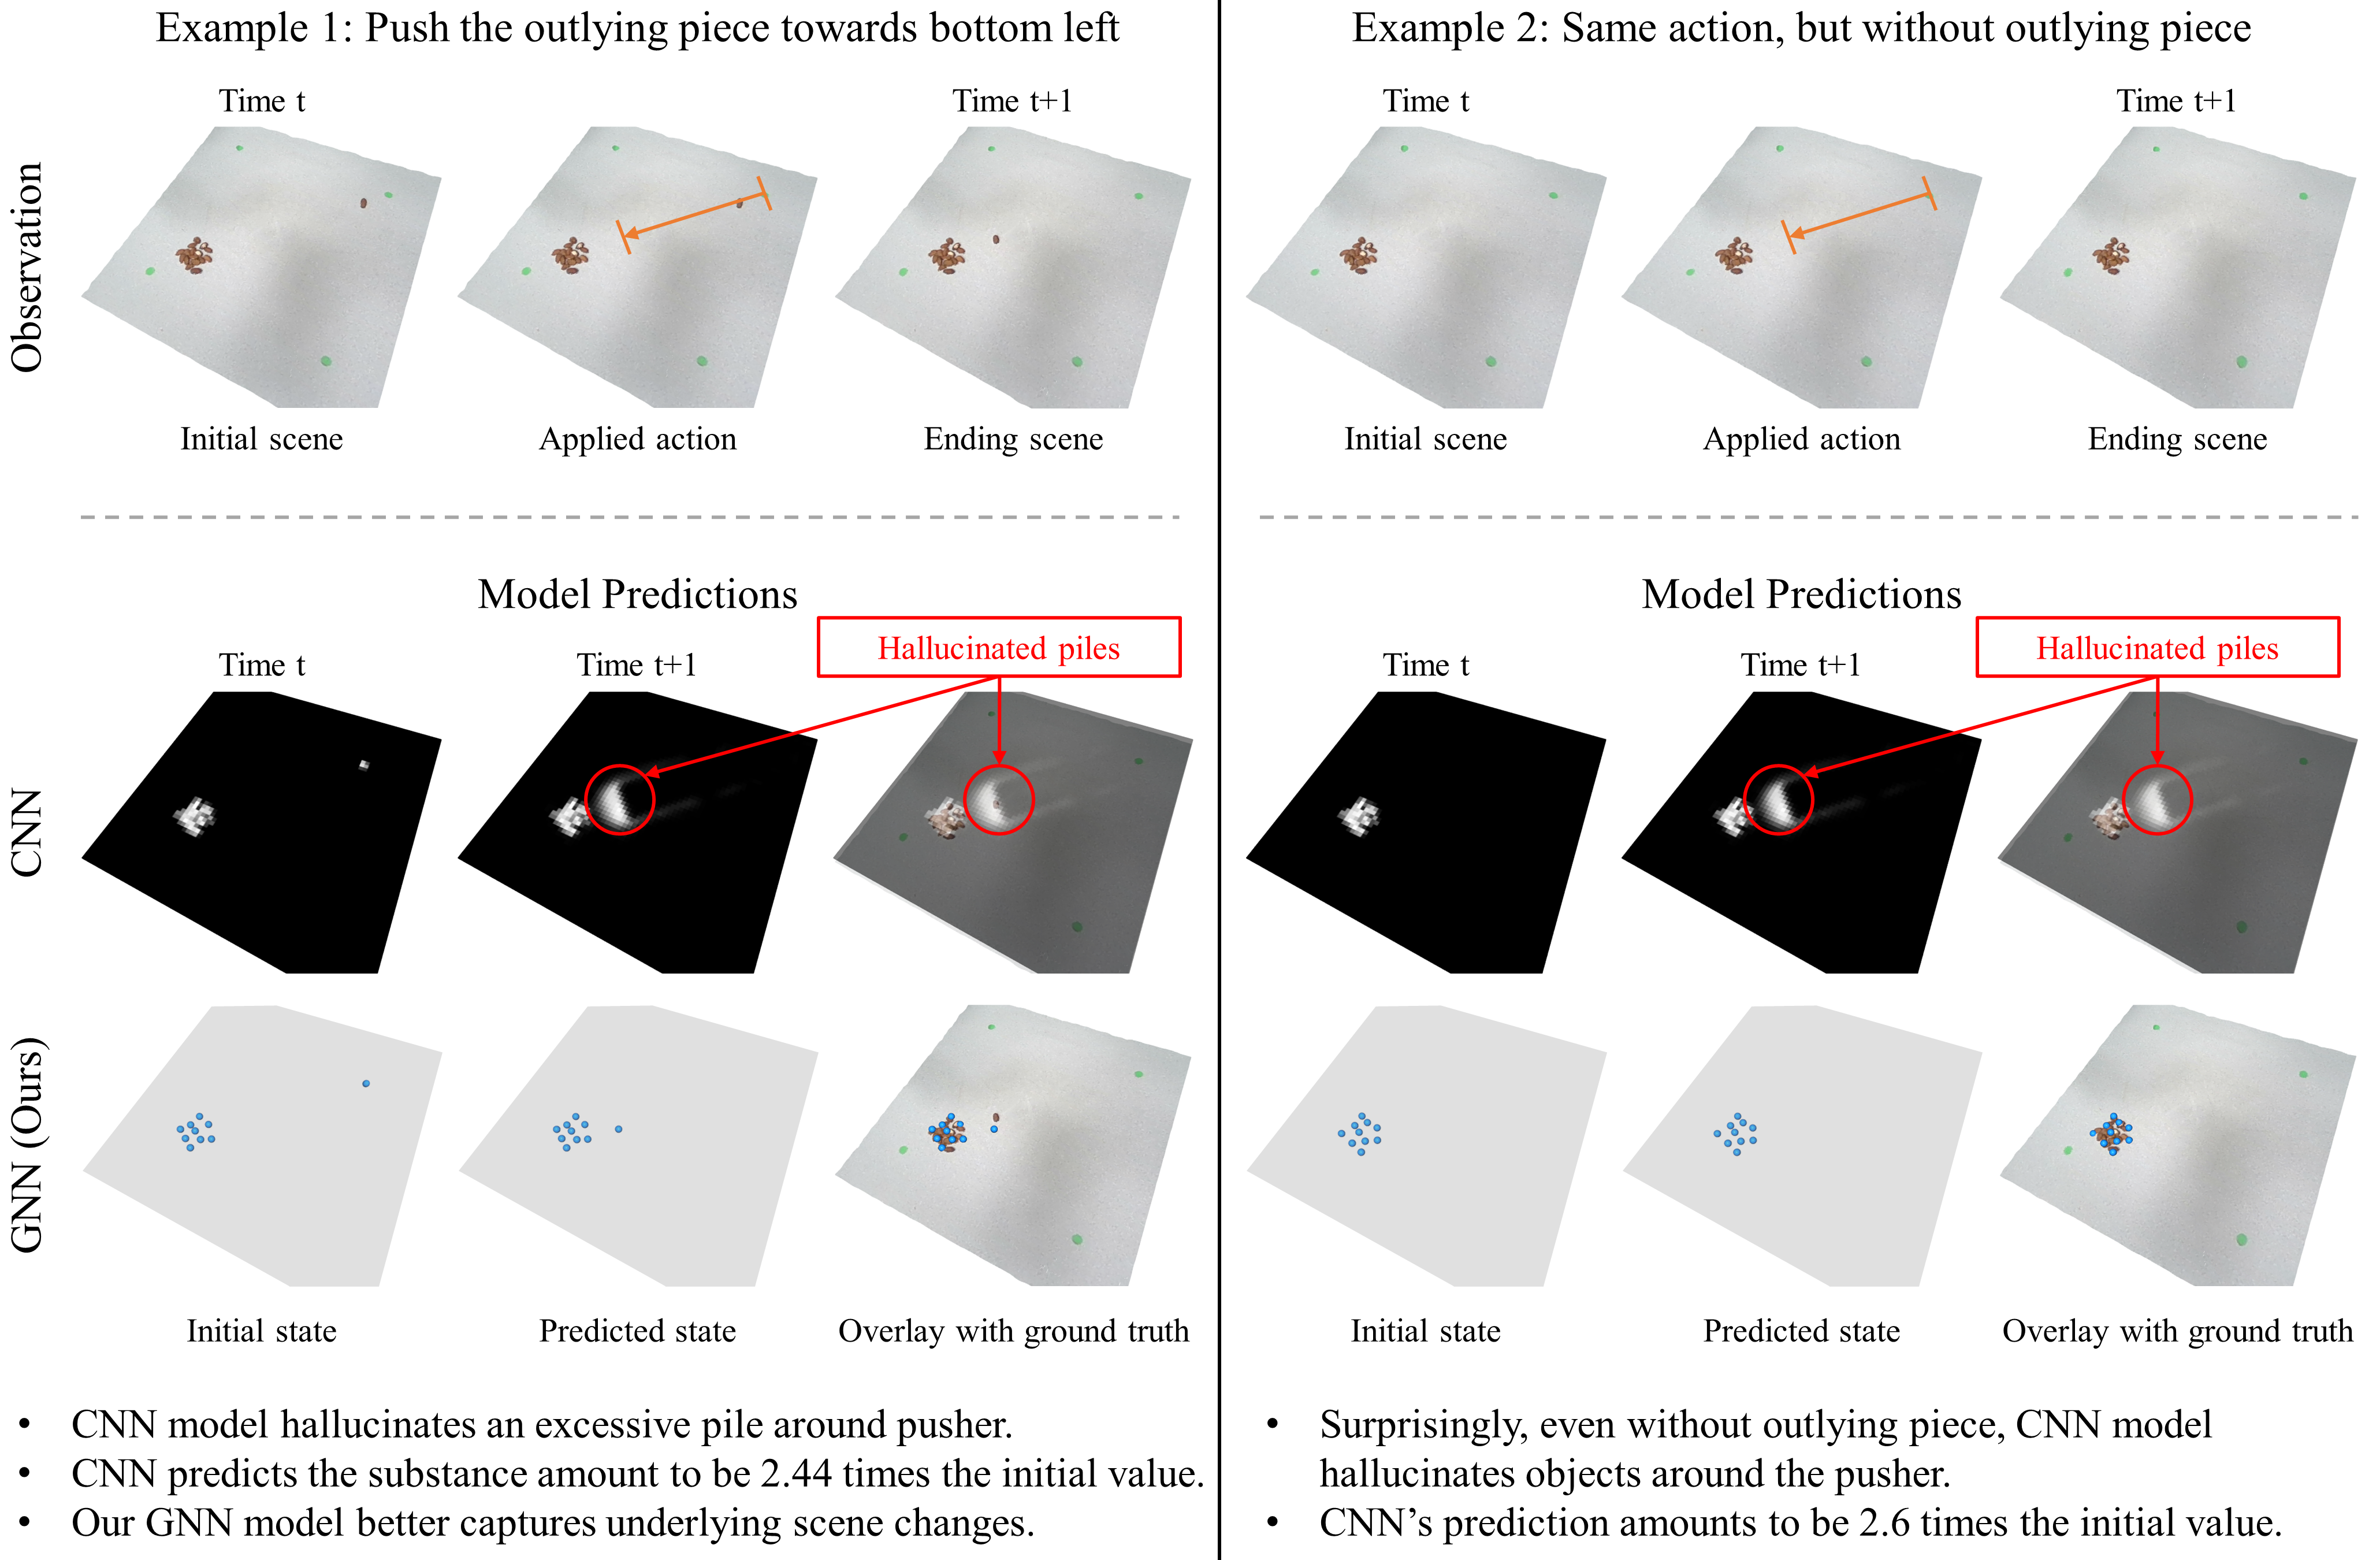 Example 1: Push the outlying piece towards bottom left
Time t
Time t+1
Observation
Initial scene
Applied action
Ending scene
Model Predictions
Hallucinated piles
Time t
Time t+1
CNN
GNN (Ours)
Initial state
Predicted state
Overlay with ground truth
• CNN model hallucinates an excessive pile around pusher.
• CNN predicts the substance amount to be 2.44 times the initial value.
• Our GNN model better captures underlying scene changes.
Example 2: Same action, but without outlying piece
Time t
Time t+1
Initial scene
Applied action
Ending scene
Model Predictions
Hallucinated piles
Time t
Time t+1
Initial state
Predicted state
Overlay with ground truth
• Surprisingly, even without outlying piece, CNN model
hallucinates objects around the pusher.
• CNN’s prediction amounts to be 2.6 times the initial value.